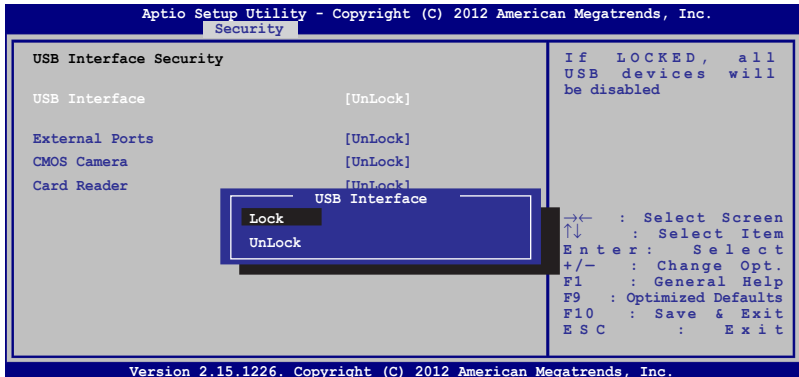 Aptio Setup Utility - Copyright (C) 2012 American Megatrends, Inc.
Security
USB Interface Security
USB Interface [UnLock]
External Ports [UnLock]
CMOS Camera [UnLock]
Card Reader [UnLock]
USB Interface
Lock
UnLock
If LOCKED, all
USB devices will
be disabled
→← : Select Screen
↑↓ : Select Item
Enter: Select
+/— : Change Opt.
F1 : General Help
F9 : Optimized Defaults
F10 : Save & Exit
ESC : Exit
Version 2.15.1226. Copyright (C) 2012 American Megatrends, Inc.